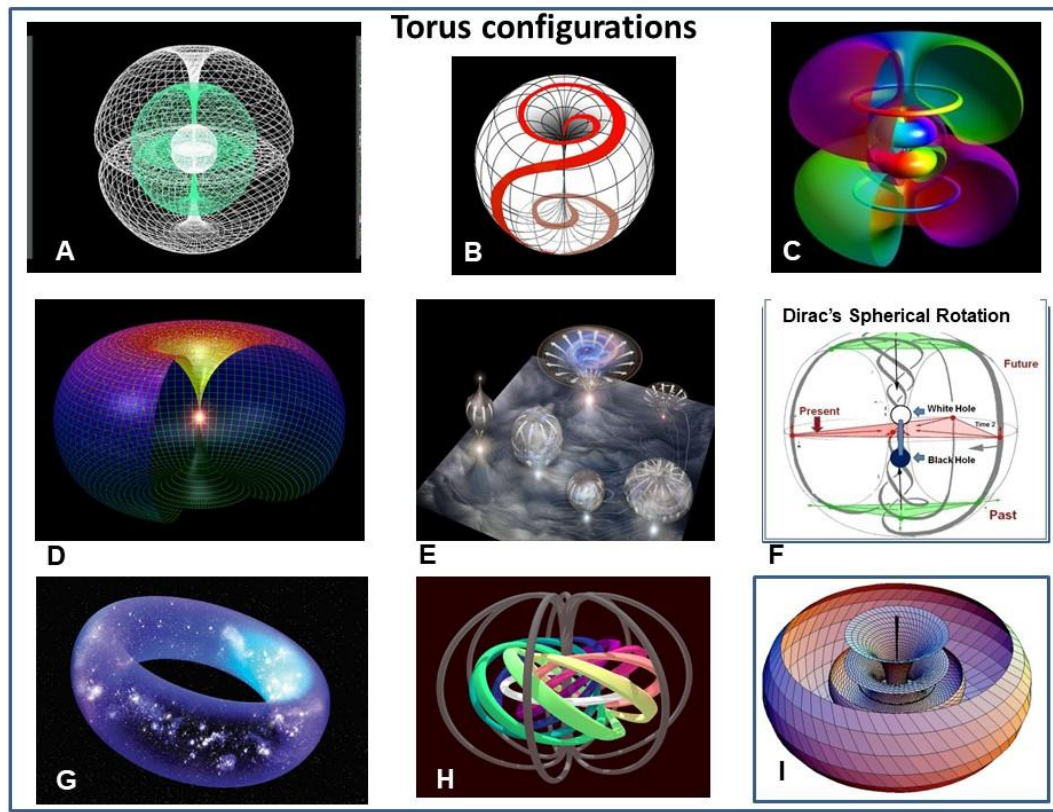 Torus configurations
A
B
C
Dirac's Spherical Rotation
Future
Present
White Hole
Time 2
Black Hole
Past
D
E
F
G
H
I